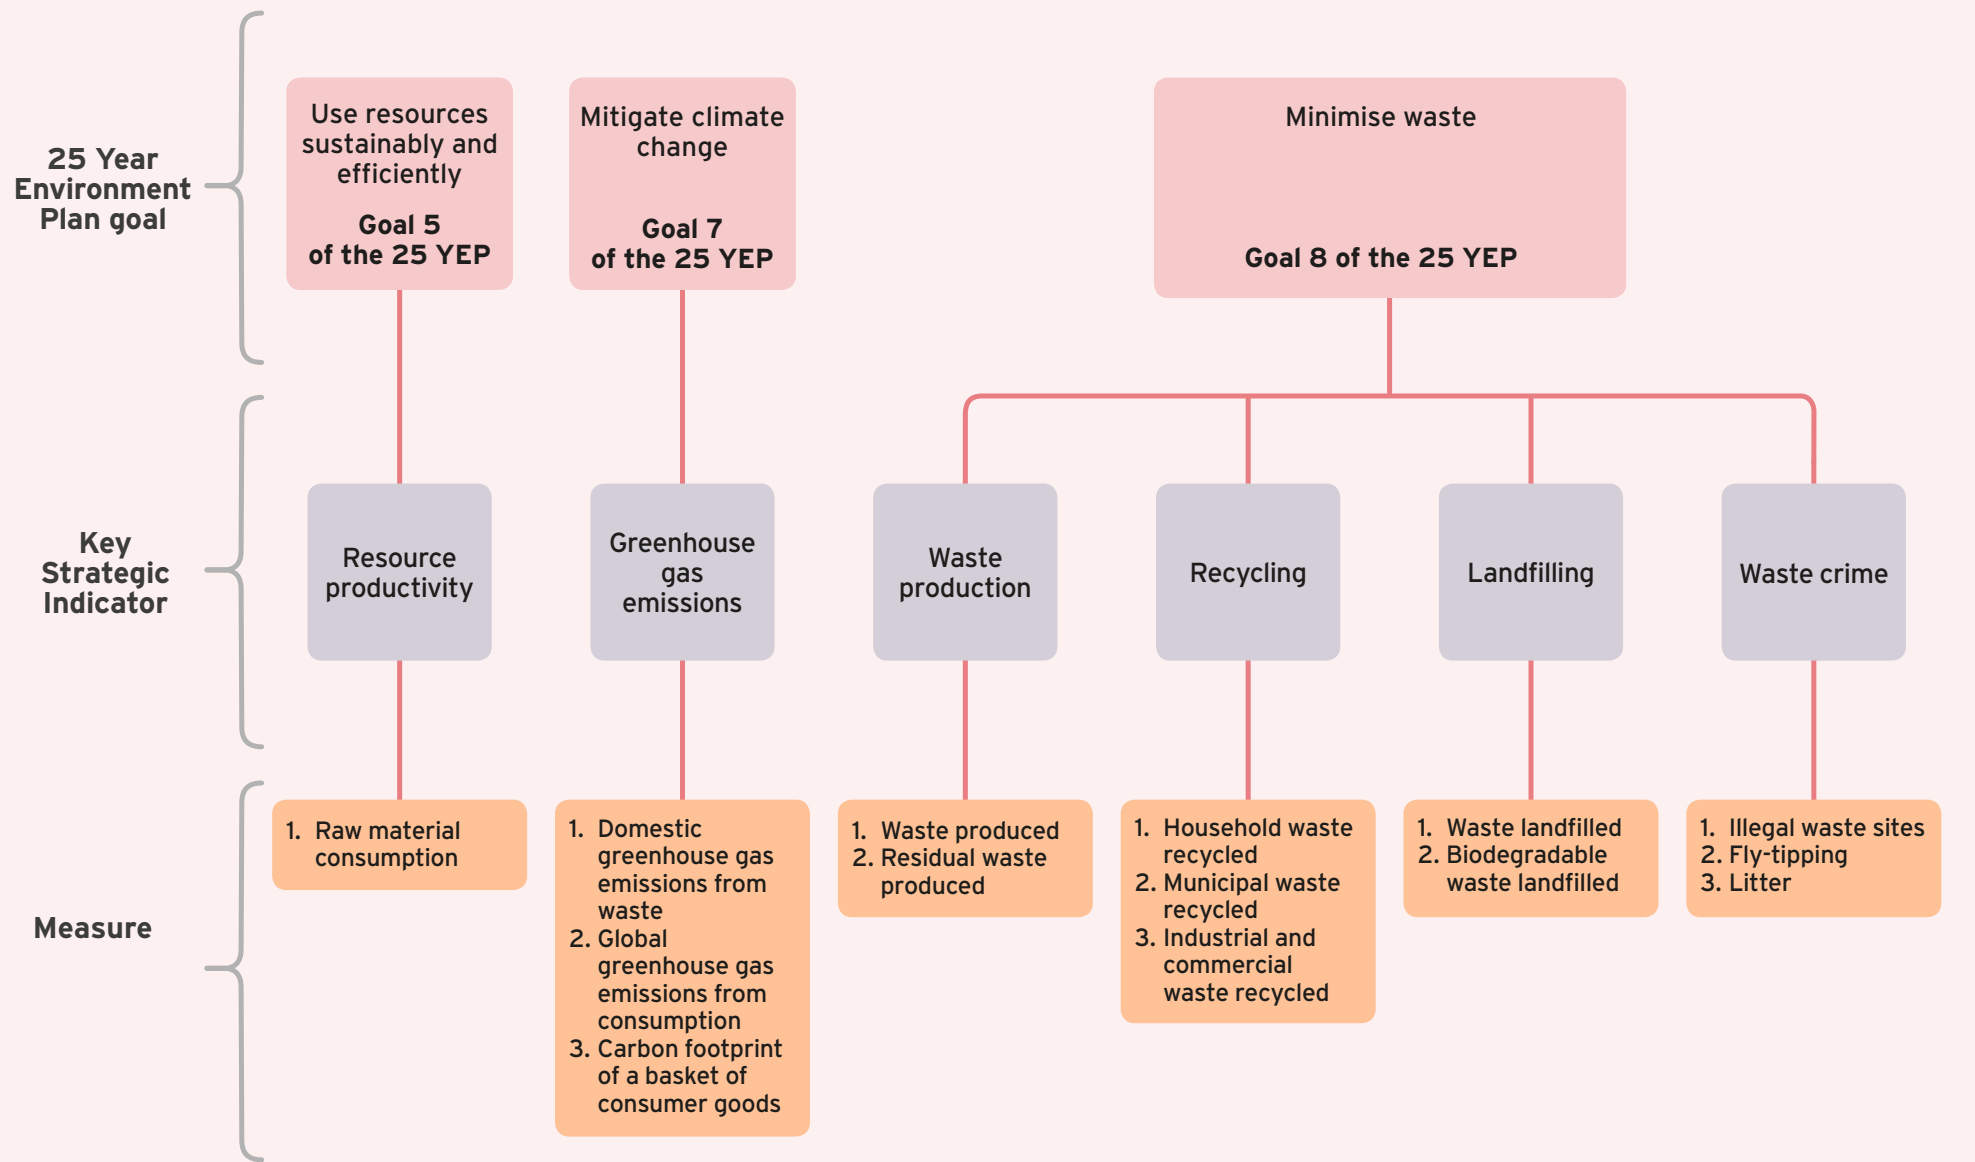 25 Year
Environment
Plan goal
Use resources
sustainably and
efficiently
Goal 5
of the 25 YEP
Mitigate climate
change
Goal 7
of the 25 YEP
Minimise waste
Goal 8 of the 25 YEP
Key
Strategic
Indicator
Resource
productivity
Greenhouse
gas
emissions
Waste
production
Recycling
Landfilling
Waste crime
Measure
1. Raw material
consumption
1. Domestic
greenhouse gas
emissions from
waste
2. Global
greenhouse gas
emissions from
consumption
3. Carbon footprint
of a basket of
consumer goods
1. Waste produced
2. Residual waste
produced
1. Household waste
recycled
2. Municipal waste
recycled
3. Industrial and
commercial
waste recycled
1. Waste landfilled
2. Biodegradable
waste landfilled
1. Illegal waste sites
2. Fly-tipping
3. Litter